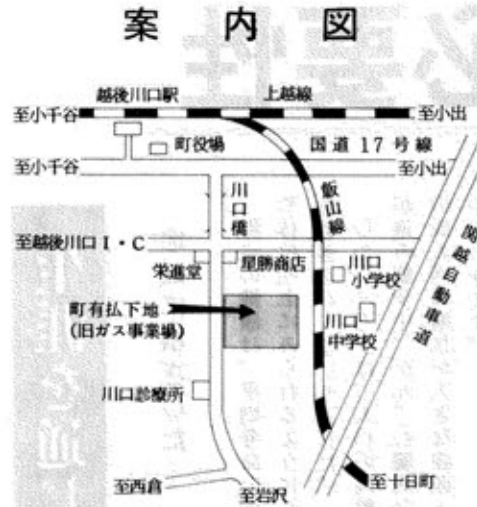 案内図
越後川口駅
上越線
至小千谷
至小出
町役場
国道17号線
至小千谷
至小出
川口橋
飯山線
関越自動車道
至越後川口I・C
栄進堂
星勝商店
川口
小学校
町有払下地
(旧ガス事業場)
川口
中学校
川口診療所
至西倉
至岩沢
至十日町